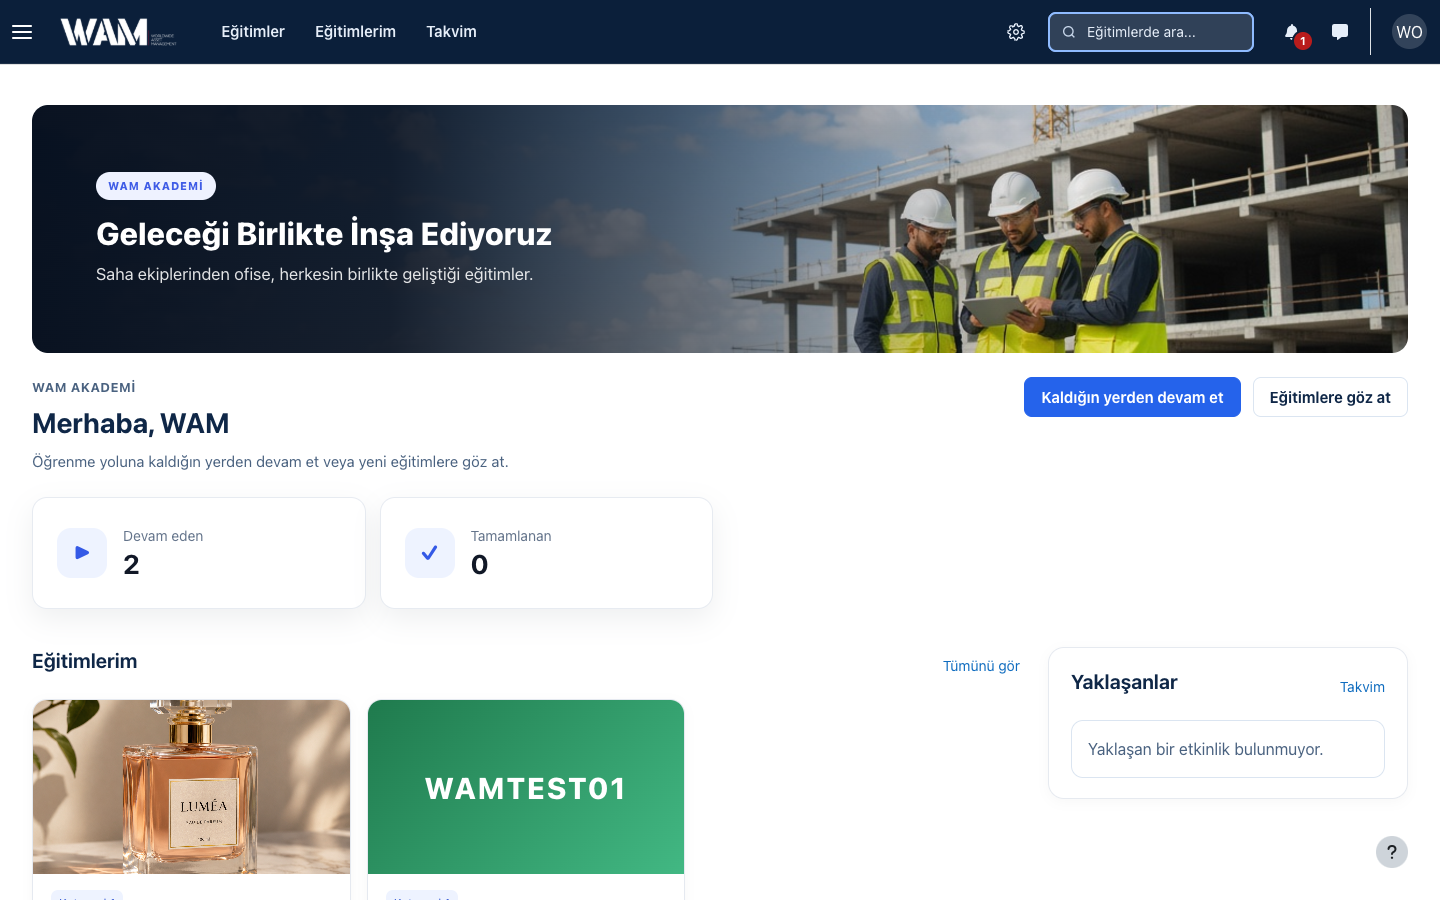 WAM
WORLDWIDE
ASSET
MANAGEMENT
Eğitimler
Eğitimlerim
Takvim
Eğitimlerde ara...
1
WO
WAM AKADEMİ
Geleceği Birlikte İnşa Ediyoruz
Saha ekiplerinden ofise, herkesin birlikte geliştiği eğitimler.
WAM AKADEMİ
Merhaba, WAM
Öğrenme yoluna kaldığın yerden devam et veya yeni eğitimlere göz at.
Kaldığın yerden devam et
Eğitimlere göz at
Devam eden
2
Tamamlanan
0
Eğitimlerim
Tümünü gör
LUMÉA
WAMTEST01
Yaklaşanlar
Takvim
Yaklaşan bir etkinlik bulunmuyor.
?